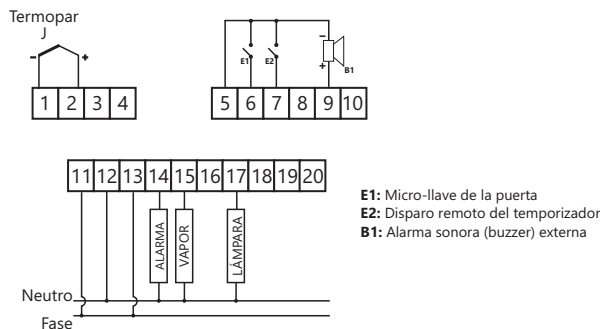 Termopar
J
- +
1 2 3 4
E1 E2
-
+
B1
5 6 7 8 9 10
11 12 13 14 15 16 17 18 19 20
ALARMA
VAPOR
LÁMPARA
E1: Micro-llave de la puerta
E2: Disparo remoto del temporizador
B1: Alarma sonora (buzzer) externa
Neutro
Fase